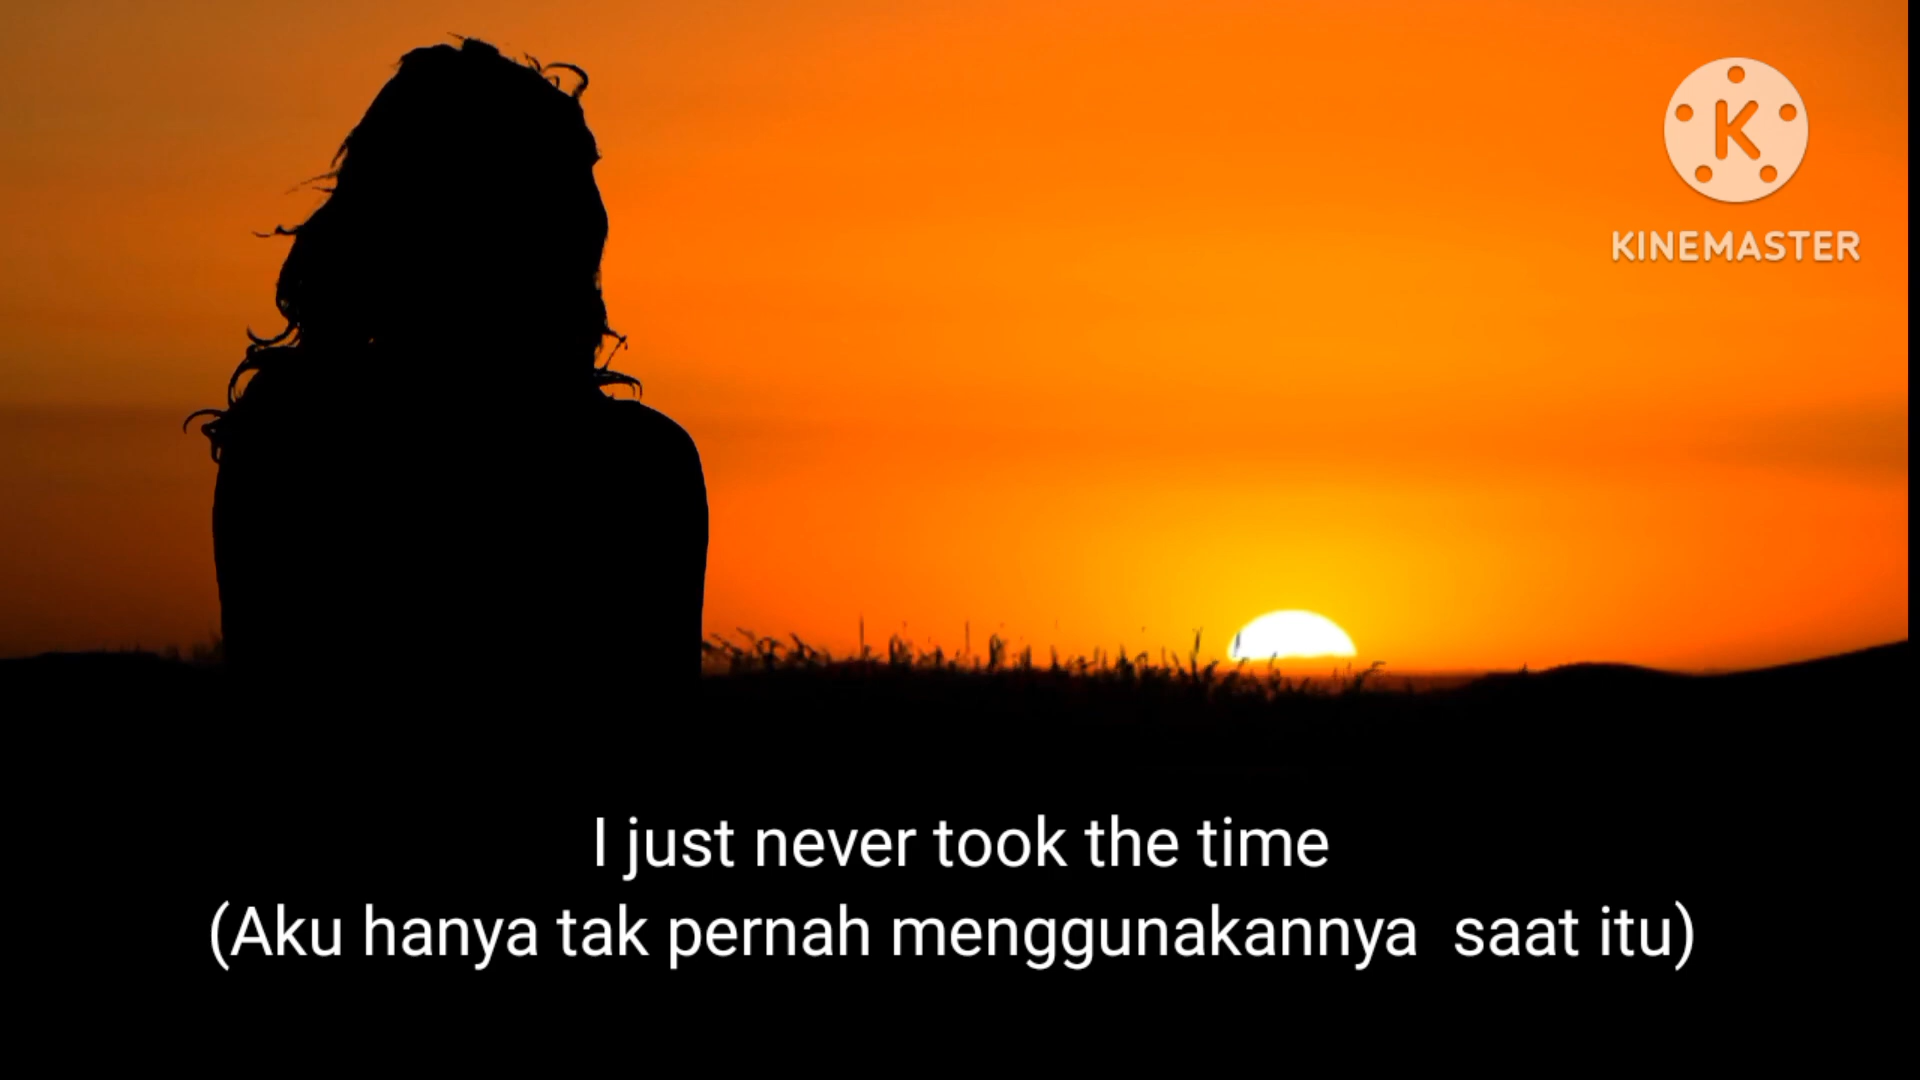 K
KINEMASTER
I just never took the time
(Aku hanya tak pernah menggunakannya  saat itu)